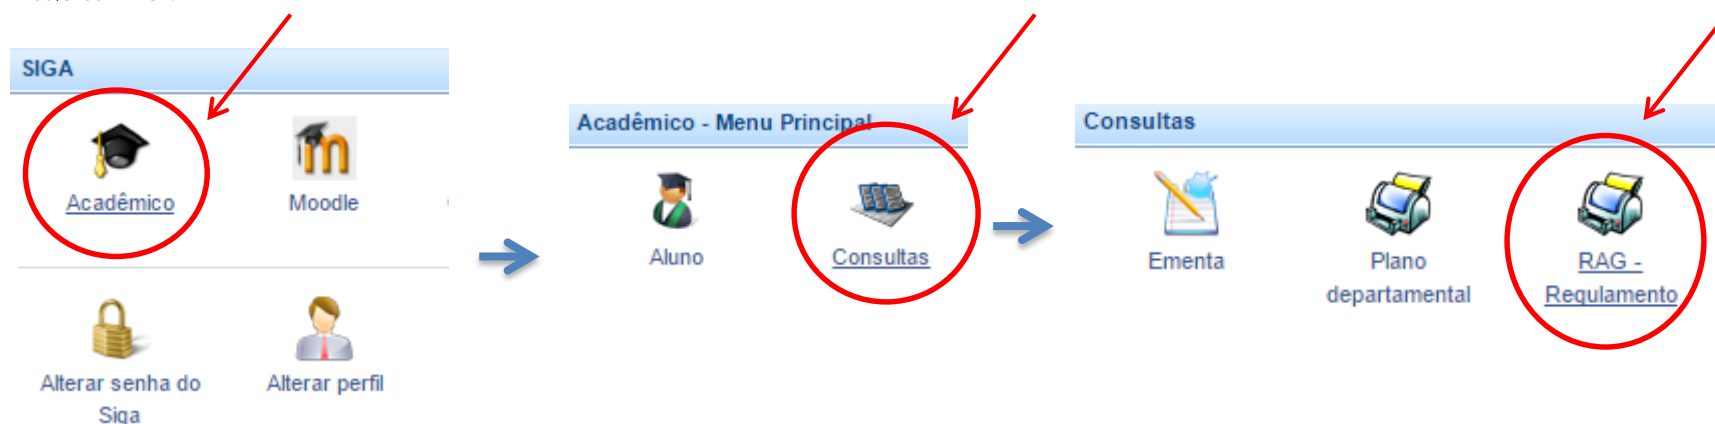 SIGA
Acadêmico
Moodle
Alterar senha do
Siga
Alterar perfil
Acadêmico - Menu Principal
Aluno
Consultas
Consultas
Ementa
Plano
departamental
RAG -
Regulamento